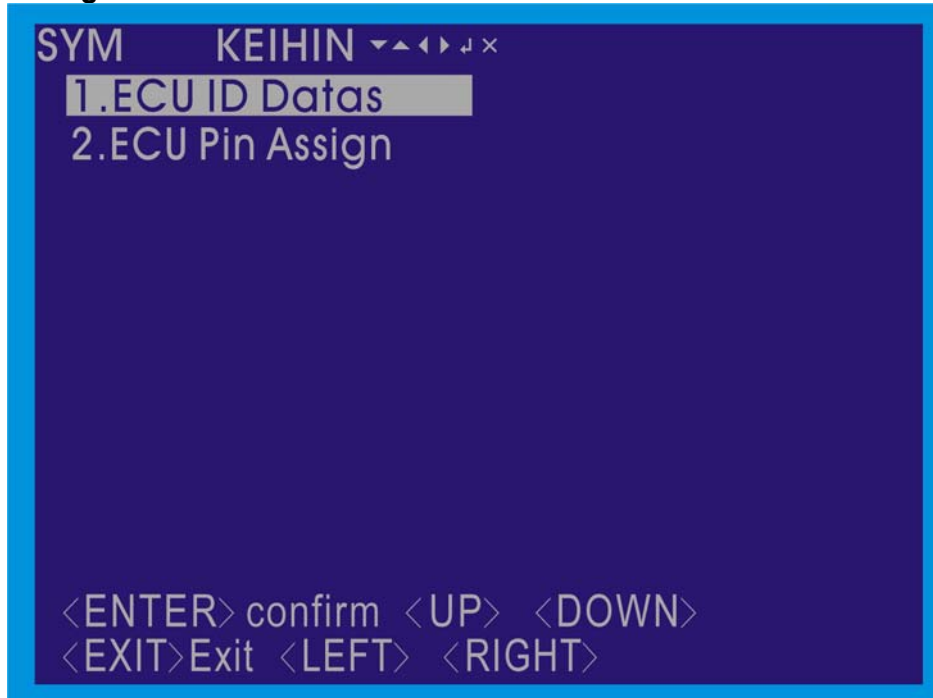 SYM KEIHIN ▼▲◀▶↲×
1.ECU ID Datas
2.ECU Pin Assign
<ENTER> confirm <UP> <DOWN>
<EXIT>Exit <LEFT> <RIGHT>